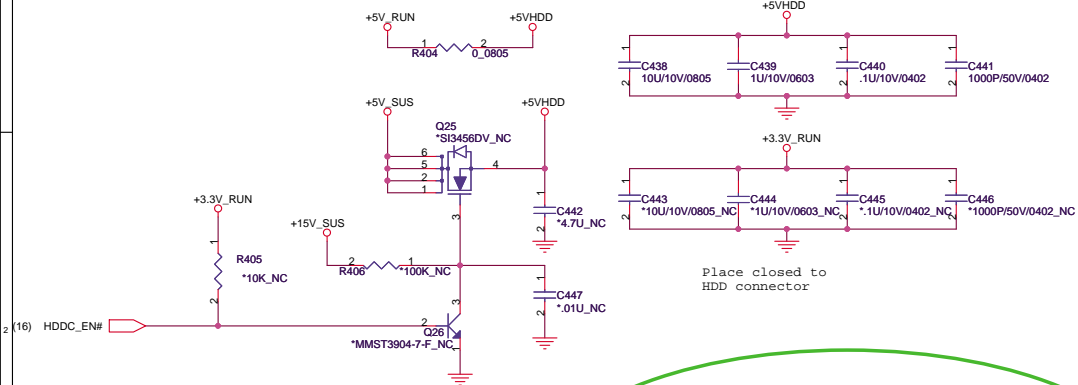 +5V_RUN
+5VHDD
1
2
R404
0_0805
+5VHDD
1
2
C438
10U/10V/0805
1
2
C439
1U/10V/0603
1
2
C440
.1U/10V/0402
1
2
C441
1000P/50V/0402
+5V_SUS
+5VHDD
Q25
*SI3456DV_NC
6
5
2
1
4
3
1
2
C442
*4.7U_NC
+3.3V_RUN
1
2
C443
*10U/10V/0805_NC
1
2
C444
*1U/10V/0603_NC
1
2
C445
*.1U/10V/0402_NC
1
2
C446
*1000P/50V/0402_NC
Place closed to
HDD connector
+3.3V_RUN
1
R405
*10K_NC
2
+15V_SUS
2
1
R406
*100K_NC
1
2
C447
*.01U_NC
3
2
1
Q26
*MMST3904-7-F_NC
2
(16) HDDC_EN#